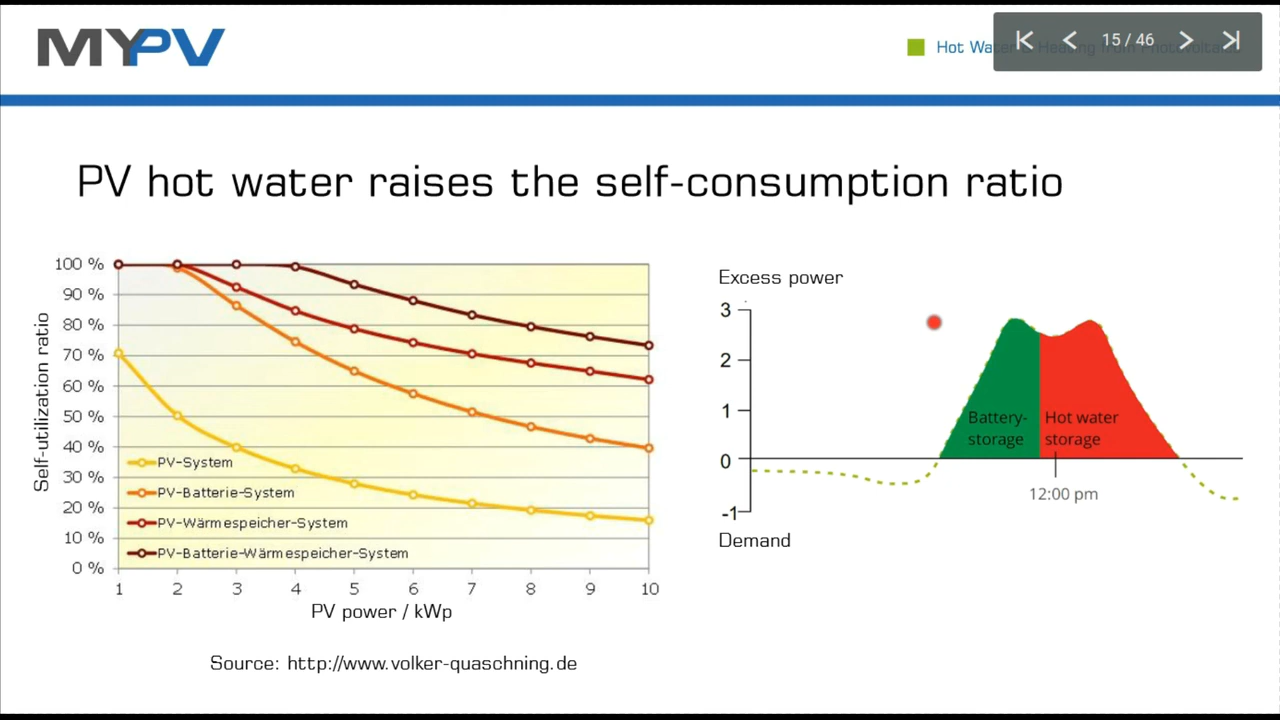 MYPV
Hot Wa
15 / 46
PV hot water raises the self-consumption ratio
Self-utilization ratio
100 %
90 %
80 %
70 %
60 %
50 %
40 %
30 %
20 %
10 %
0 %
PV-System
PV-Batterie-System
PV-Wärmespeicher-System
PV-Batterie-Wärmespeicher-System
1 2 3 4 5 6 7 8 9 10
PV power / kWp
Source: http://www.volker-quaschning.de
Excess power
3
2
1
0
-1
Battery-
storage
Hot water
storage
12:00 pm
Demand